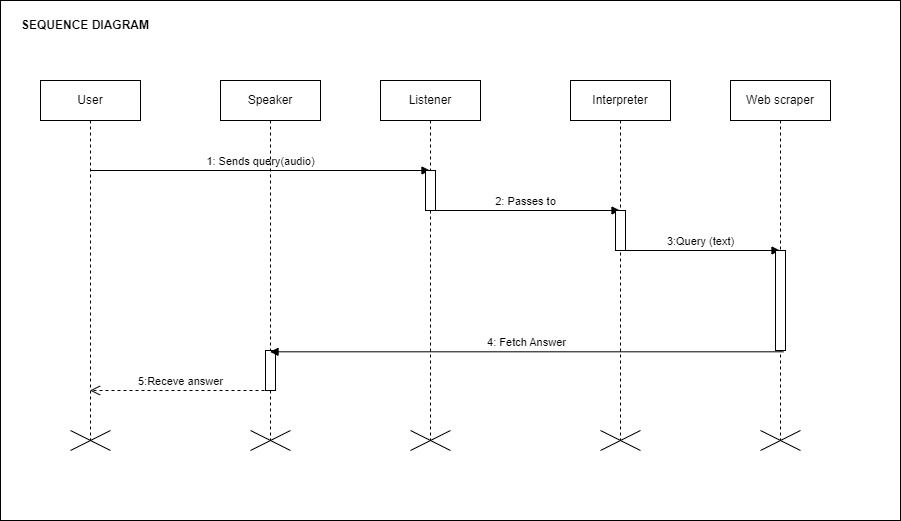 SEQUENCE DIAGRAM
User
Speaker
Listener
Interpreter
Web scraper
1: Sends query(audio)
2: Passes to
3:Query (text)
4: Fetch Answer
5:Receve answer